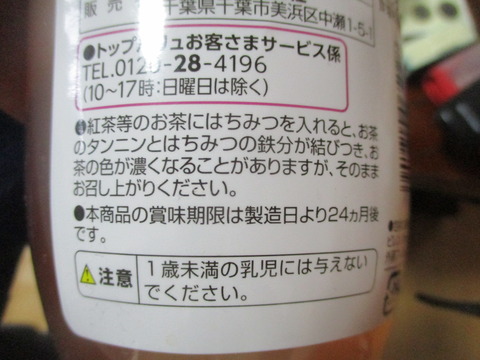 販売
千葉県千葉市美浜区中瀬1-5-1
●トップバリュお客さまサービス係
TEL.0120-28-4196
(10〜17時:日曜日は除く)
●紅茶等のお茶にはちみつを入れると、お茶
のタンニンとはちみつの鉄分が結びつき、お
茶の色が濃くなることがありますが、そのまま
お召し上がりください。
●本商品の賞味期限は製造日より24ヵ月後
です。
注意
1歳未満の乳児には与えない
でください。